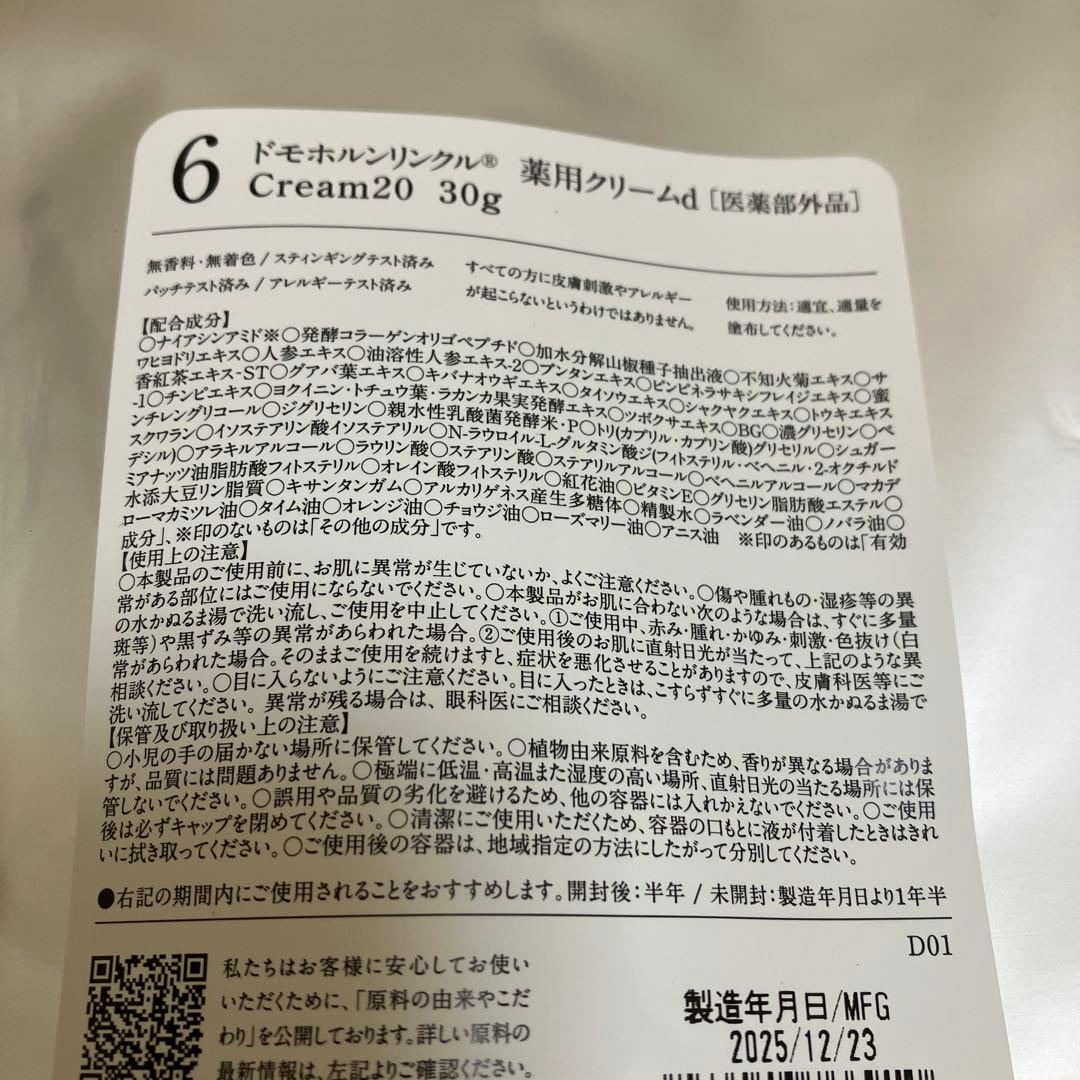 6 ドモホルンリンクル® 薬用クリームd [医薬部外品]
Cream20 30g
無香料・無着色 / スティンギングテスト済み
パッチテスト済み / アレルギーテスト済み
すべての方に皮膚刺激やアレルギー
が起こらないというわけではありません。
使用方法：適宜、適量を
塗布してください。
【配合成分】
○ナイアシンアミド※○発酵コラーゲンオリゴペプチド○加水分解山椒種子抽出液○不知火菊エキス○サ
ワヒヨドリエキス○人参エキス○油溶性人参エキス-2○ブンタンエキス○ピンピネラサキシフレイジエキス○蜜
香紅茶エキス-ST○グアバ葉エキス○キバナオウギエキス○タイソウエキス○シャクヤクエキス○トウキエキス
-1○チンピエキス○ヨクイニン・トチュウ葉・ラカンカ果実発酵エキス○ツボクサエキス○BG○濃グリセリン○ペ
ンチレングリコール○ジグリセリン○親水性乳酸菌発酵米・P○トリ(カプリル・カプリン酸)グリセリル○シュガー
スクワラン○イソステアリン酸イソステアリル○N-ラウロイル-L-グルタミン酸ジ(フィトステリル・ベヘニル・2-オクチルド
デシル)○アラキルアルコール○ラウリン酸○ステアリン酸○ステアリルアルコール○ベヘニルアルコール○マカデ
ミアナッツ油脂肪酸フィトステリル○オレイン酸フィトステリル○紅花油○ビタミンE○グリセリン脂肪酸エステル○
水添大豆リン脂質○キサンタンガム○アルカリゲネス産生多糖体○精製水○ラベンダー油○ノバラ油○
ローマカミツレ油○タイム油○オレンジ油○チョウジ油○ローズマリー油○アニス油 ※印のあるものは「有効
成分」、※印のないものは「その他の成分」です。
【使用上の注意】
○本製品のご使用前に、お肌に異常が生じていないか、よくご注意ください。○傷や腫れもの・湿疹等の異
常がある部位にはご使用にならないでください。○本製品がお肌に合わない次のような場合は、すぐに多量
の水かぬるま湯で洗い流し、ご使用を中止してください。①ご使用中、赤み・腫れ・かゆみ・刺激・色抜け(白
斑等)や黒ずみ等の異常があらわれた場合。②ご使用後のお肌に直射日光が当たって、上記のような異
常があらわれた場合。そのままご使用を続けますと、症状を悪化させることがありますので、皮膚科医等にご
相談ください。○目に入らないようにご注意ください。目に入ったときは、こすらずすぐに多量の水かぬるま湯で
洗い流してください。異常が残る場合は、眼科医にご相談ください。
【保管及び取り扱い上の注意】
○小児の手の届かない場所に保管してください。○植物由来原料を含むため、香りが異なる場合がありま
すが、品質には問題ありません。○極端に低温・高温また湿度の高い場所、直射日光の当たる場所には保
管しないでください。○誤用や品質の劣化を避けるため、他の容器には入れかえないでください。○ご使用
後は必ずキャップを閉めてください。○清潔にご使用いただくため、容器の口もとに液が付着したときはきれ
いに拭き取ってください。○ご使用後の容器は、地域指定の方法にしたがって分別してください。
●右記の期間内にご使用されることをおすすめします。開封後：半年 / 未開封：製造年月日より1年半
D01
私たちはお客様に安心してお使い
いただくために、「原料の由来やこだ
わり」を公開しております。詳しい原料の
最新情報は、左記よりご確認ください。
製造年月日/MFG
2025/12/23